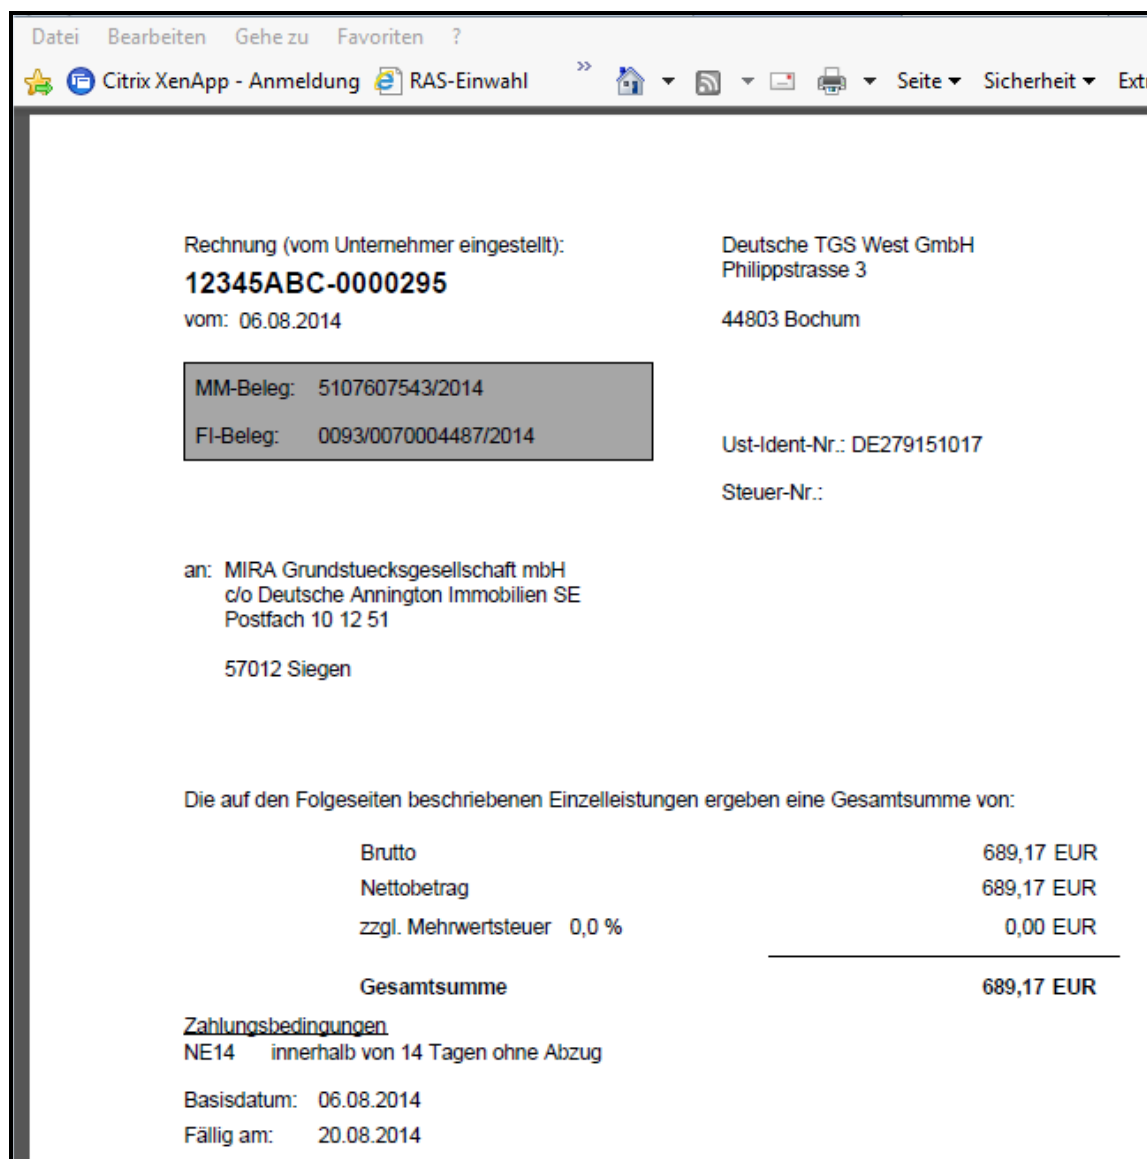 Datei Bearbeiten Gehe zu Favoriten ?
Citrix XenApp - Anmeldung RAS-Einwahl » Seite Sicherheit Extr
Rechnung (vom Unternehmer eingestellt):
12345ABC-0000295
vom: 06.08.2014
Deutsche TGS West GmbH
Philippstrasse 3
44803 Bochum
MM-Beleg: 5107607543/2014
FI-Beleg: 0093/0070004487/2014
Ust-Ident-Nr.: DE279151017
Steuer-Nr.:
an: MIRA Grundstuecksgesellschaft mbH
c/o Deutsche Annington Immobilien SE
Postfach 10 12 51
57012 Siegen
Die auf den Folgeseiten beschriebenen Einzelleistungen ergeben eine Gesamtsumme von:
Brutto 689,17 EUR
Nettobetrag 689,17 EUR
zzgl. Mehrwertsteuer 0,0 % 0,00 EUR
Gesamtsumme 689,17 EUR
Zahlungsbedingungen
NE14 innerhalb von 14 Tagen ohne Abzug
Basisdatum: 06.08.2014
Fällig am: 20.08.2014